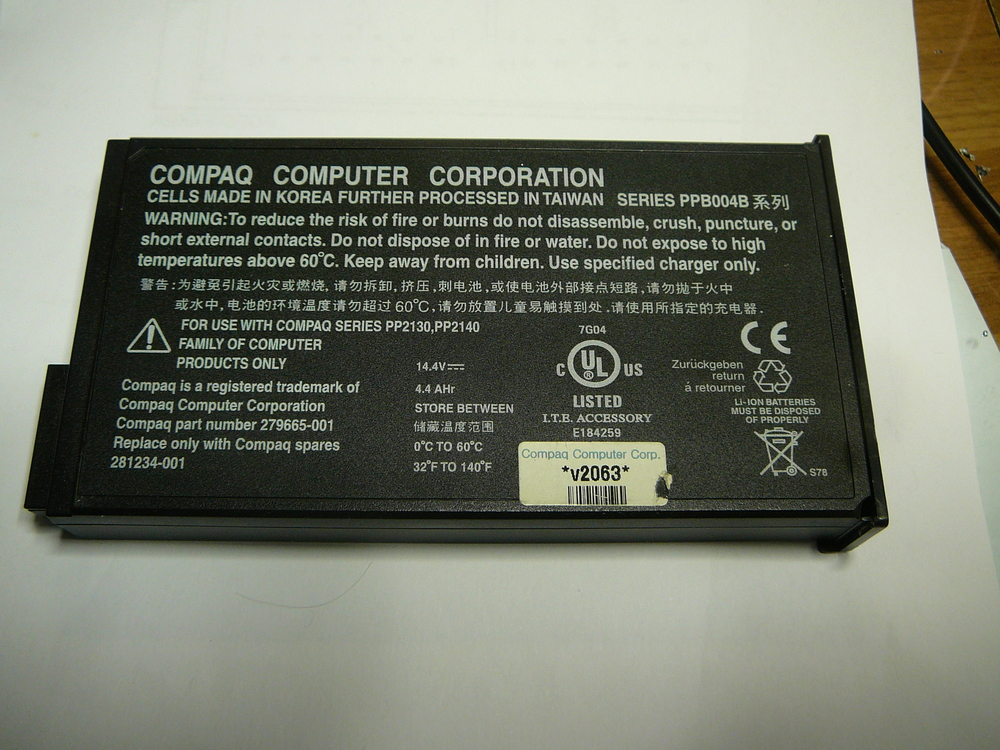 COMPAQ COMPUTER CORPORATION
CELLS MADE IN KOREA FURTHER PROCESSED IN TAIWAN SERIES PPB004B 系列
WARNING:To reduce the risk of fire or burns do not disassemble, crush, puncture, or
short external contacts. Do not dispose of in fire or water. Do not expose to high
temperatures above 60°C. Keep away from children. Use specified charger only.
警告:为避免引起火灾或燃烧, 请勿拆卸, 挤压, 刺电池, 或使电池外部接点短路, 请勿拋于火中
或水中, 电池的环境温度请勿超过 60°C, 请勿放置儿童易触摸到处. 请使用所指定的充电器.
FOR USE WITH COMPAQ SERIES PP2130,PP2140
FAMILY OF COMPUTER
PRODUCTS ONLY
Compaq is a registered trademark of
Compaq Computer Corporation
Compaq part number 279665-001
Replace only with Compaq spares
281234-001
14.4V
4.4 AHr
STORE BETWEEN
储藏温度范围
0°C TO 60°C
32°F TO 140°F
7G04
C UL ® US
LISTED
I.T.E. ACCESSORY
E184259
Compaq Computer Corp.
*v2063*
CE
Zurückgeben
return
á retourner
Li-ION BATTERIES
MUST BE DISPOSED
OF PROPERLY
S78